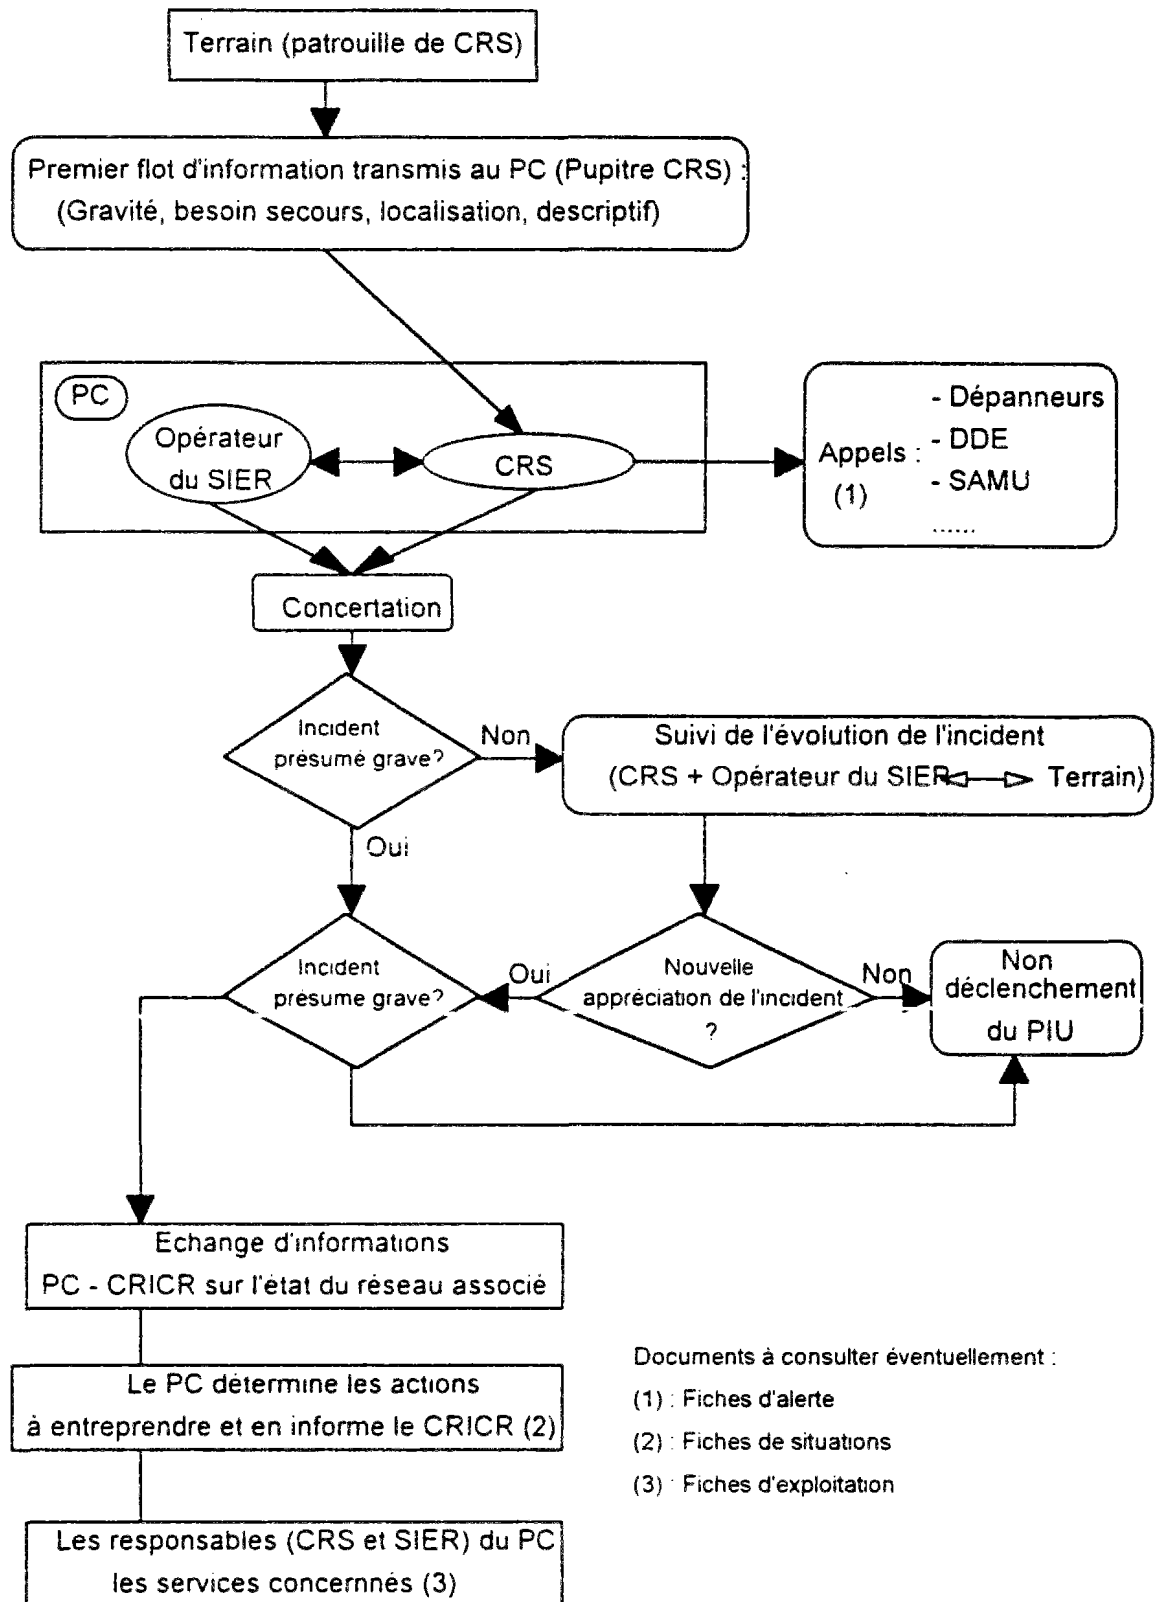 Terrain (patrouille de CRS)
Premier flot d'information transmis au PC (Pupitre CRS) :
(Gravité, besoin secours, localisation, descriptif)
PC
Opérateur
du SIER
CRS
Appels :
(1)
- Dépanneurs
- DDE
- SAMU
......
Concertation
Incident
présumé grave?
Non
Suivi de l'évolution de l'incident
(CRS + Opérateur du SIER Terrain)
Oui
Incident
présume grave?
Oui
Nouvelle
appréciation de l'incident
?
Non
Non
déclenchement
du PIU
Echange d'informations
PC - CRICR sur l'état du réseau associé
Le PC détermine les actions
à entreprendre et en informe le CRICR (2)
Les responsables (CRS et SIER) du PC
les services concernnés (3)
Documents à consulter éventuellement :
(1) : Fiches d'alerte
(2) : Fiches de situations
(3) : Fiches d'exploitation